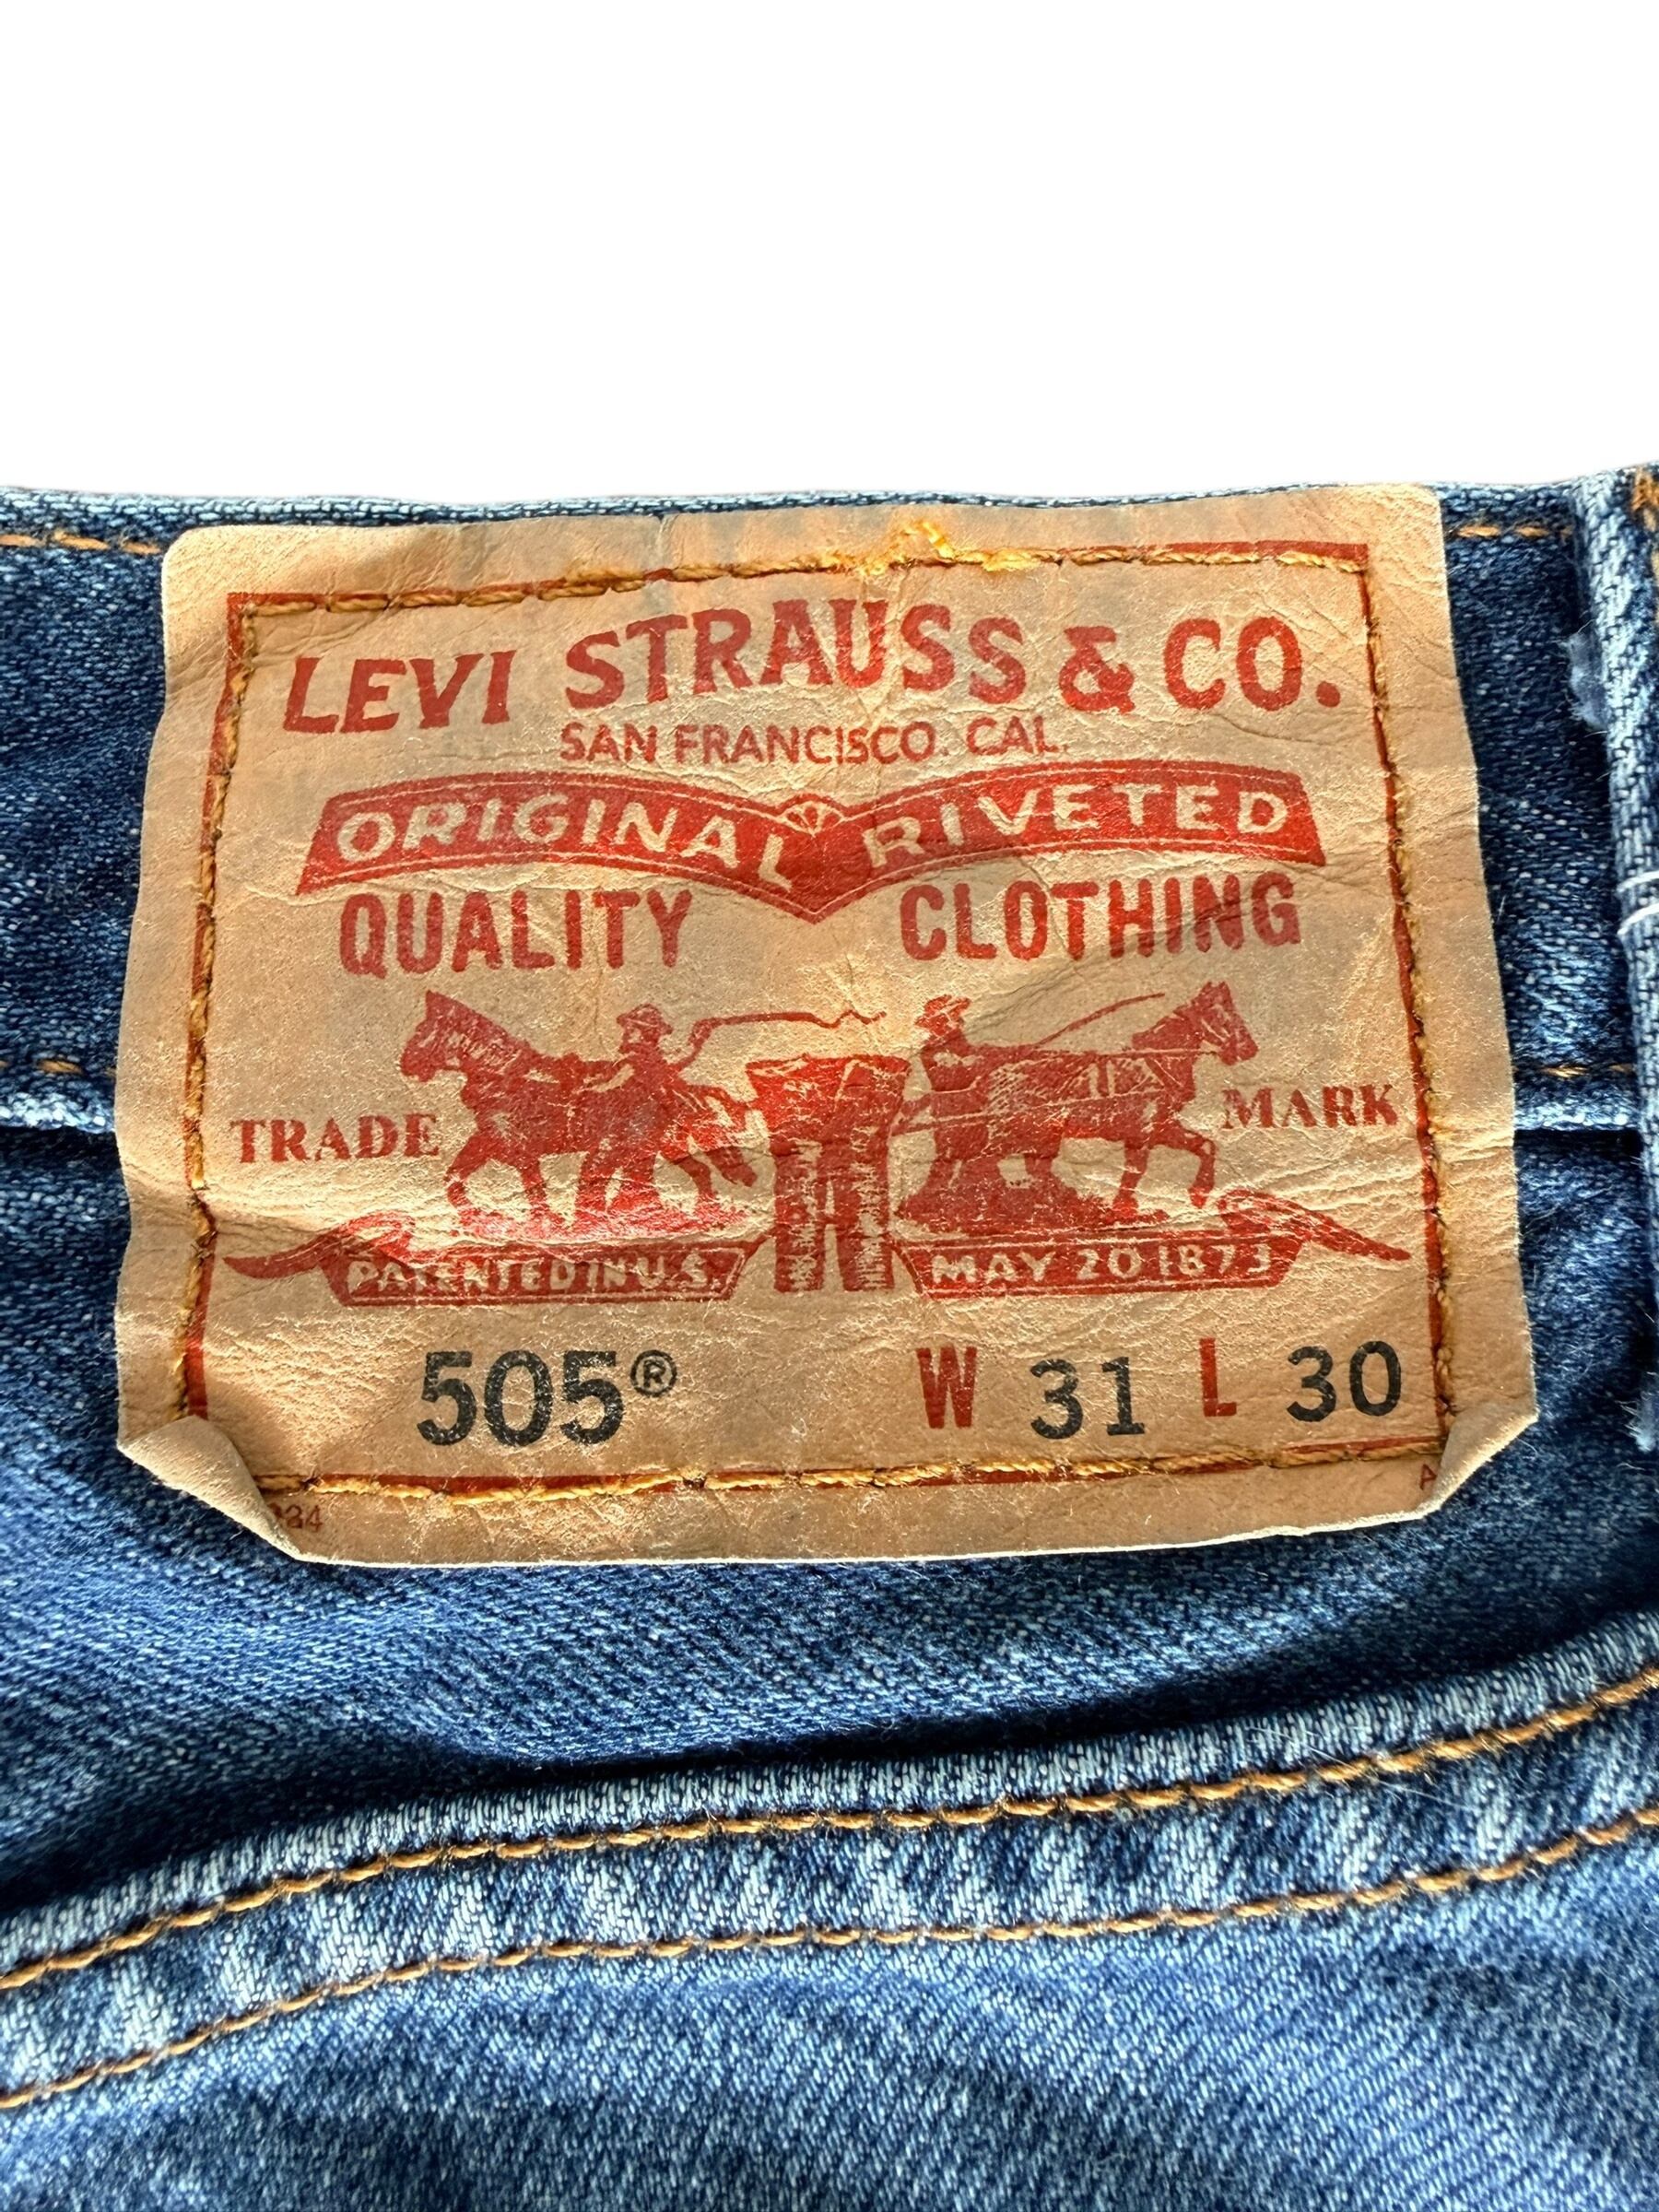 LEVI STRAUSS & CO.
SAN FRANCISCO. CAL.
ORIGINAL RIVETED
QUALITY CLOTHING
TRADE MARK
PATENTED IN U.S. MAY 20 1873
505® W 31 L 30